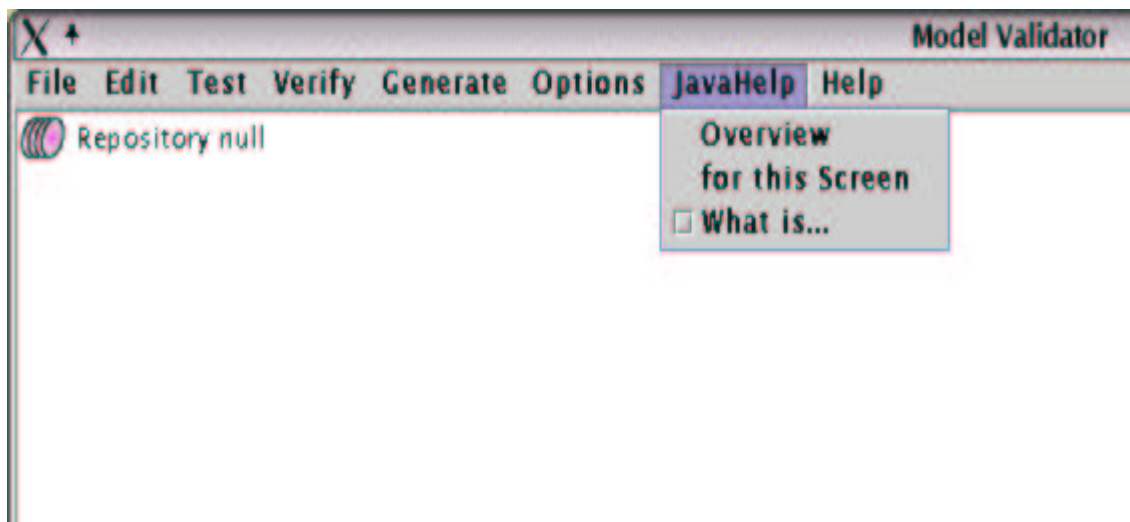 Model Validator
File Edit Test Verify Generate Options JavaHelp Help
Repository null
Overview
for this Screen
What is...